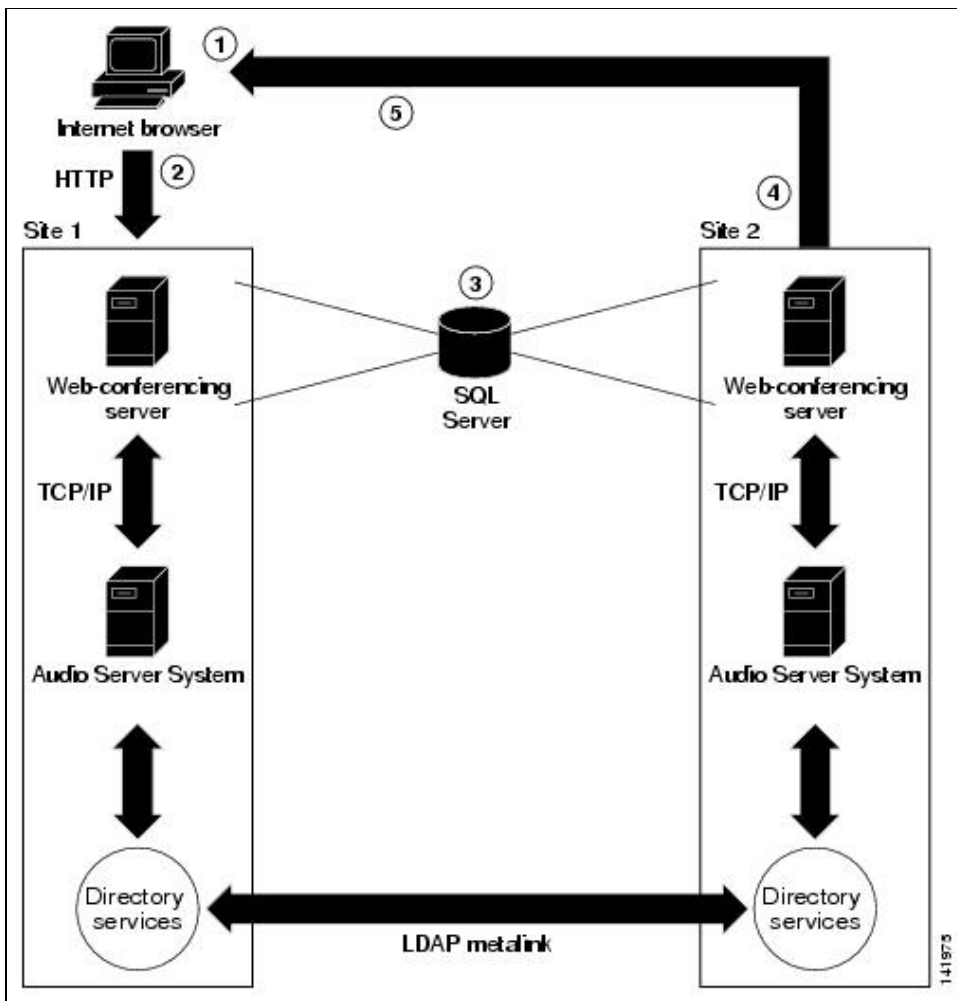 1
5
Internet browser
HTTP
2
4
Site 1
Site 2
3
Web-conferencing
server
SQL
Server
Web-conferencing
server
TCP/IP
TCP/IP
Audio Server System
Audio Server System
Directory
services
Directory
services
LDAP metalink
141975